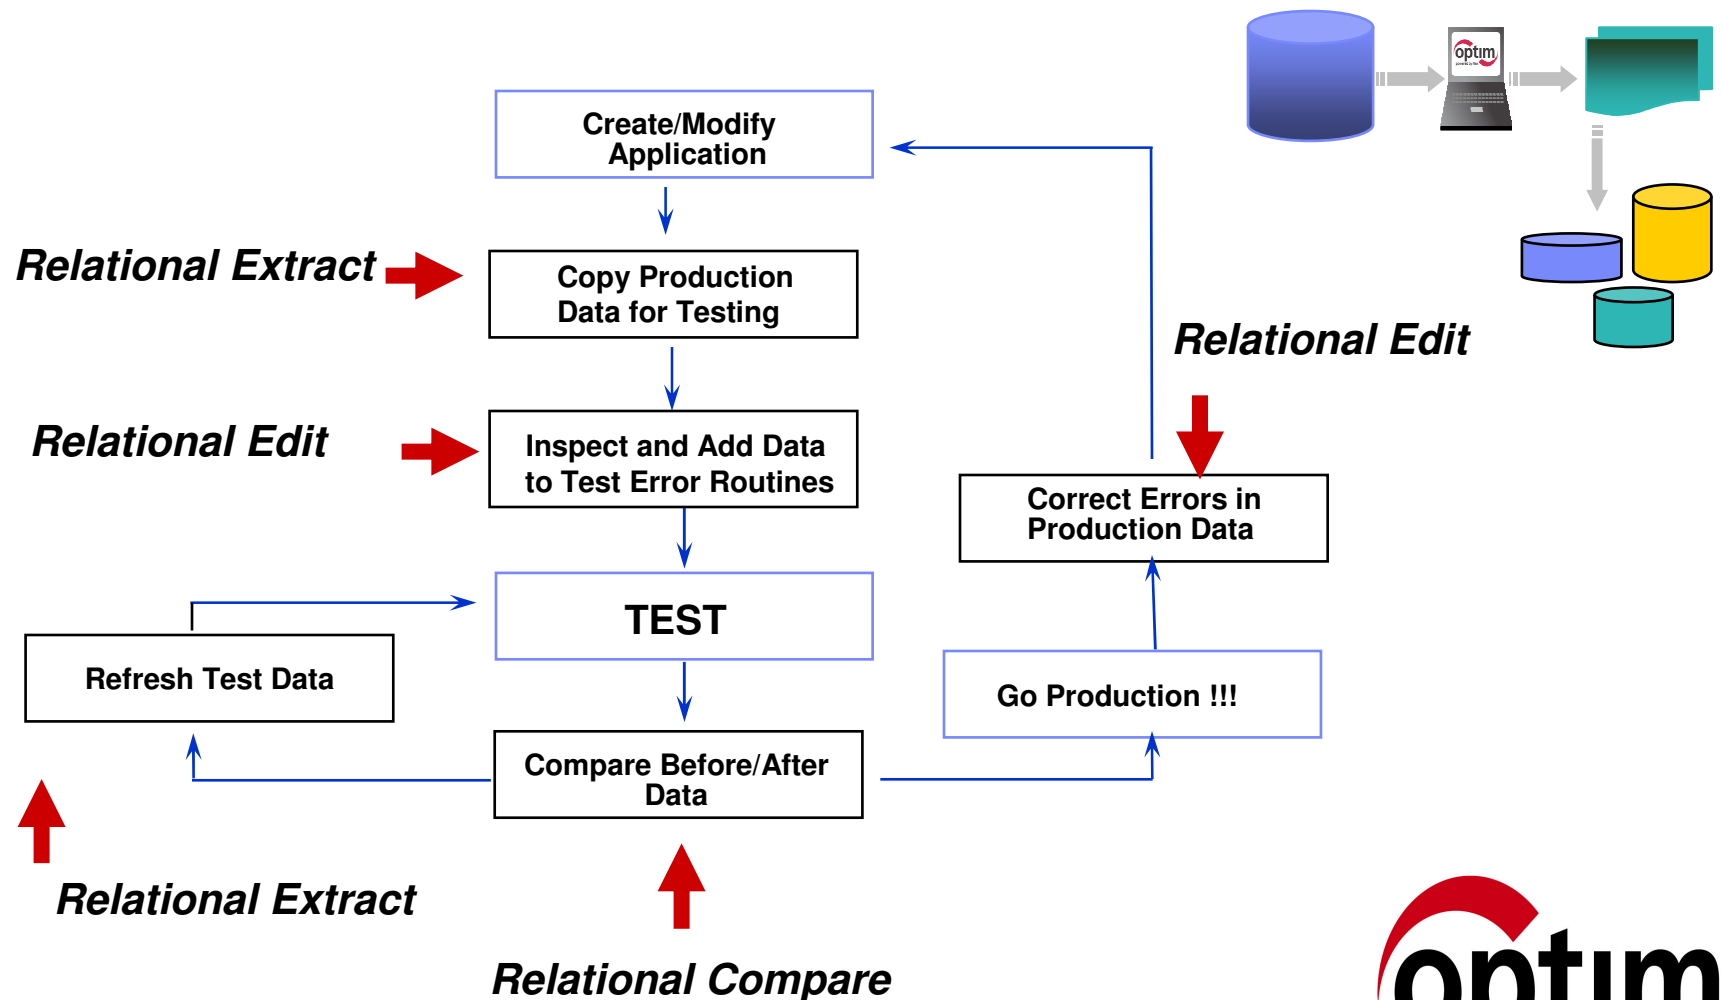 optim
Create/Modify
Application
Relational Extract
Copy Production
Data for Testing
Relational Edit
Relational Edit
Inspect and Add Data
to Test Error Routines
Correct Errors in
Production Data
TEST
Refresh Test Data
Go Production !!!
Compare Before/After
Data
Relational Extract
Relational Compare
optim